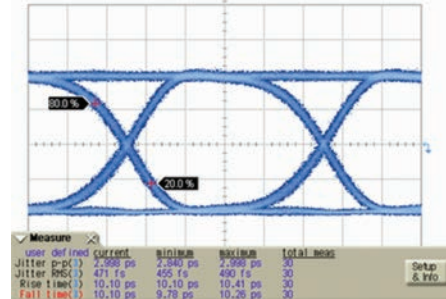 80.0 %
20.0 %
Measure
user defined current minimum maximum total meas
Jitter p-p(3) 2.998 ps 2.840 ps 2.998 ps 30
Jitter RMS(3) 471 fs 455 fs 490 fs 30
Rise time(3) 10.10 ps 10.10 ps 10.41 ps 30
Fall time(3) 10.10 ps 9.78 ps 10.26 ps 30
Setup
& Info